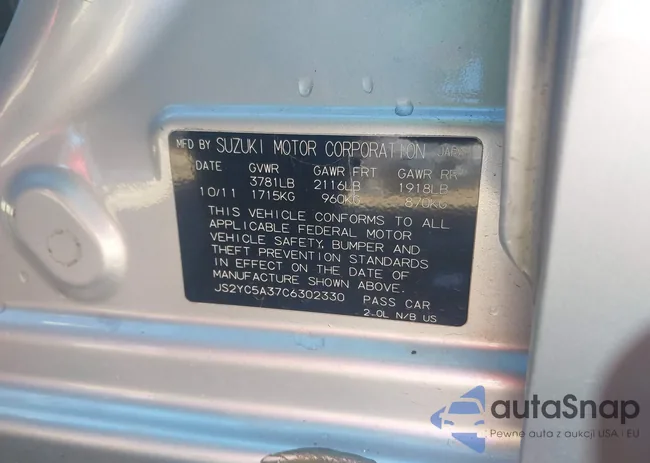 MFD BY SUZUKI MOTOR CORPORATION JAPAN
DATE GVWR GAWR FRT GAWR RR
3781LB 2116LB 1918LB
10/11 1715KG 960KG 870KG
THIS VEHICLE CONFORMS TO ALL
APPLICABLE FEDERAL MOTOR
VEHICLE SAFETY, BUMPER AND
THEFT PREVENTION STANDARDS
IN EFFECT ON THE DATE OF
MANUFACTURE SHOWN ABOVE.
JS2YC5A37C6302330 PASS CAR
2.0L N/B US
autoSnap
Pewne auta z aukcji USA i EU